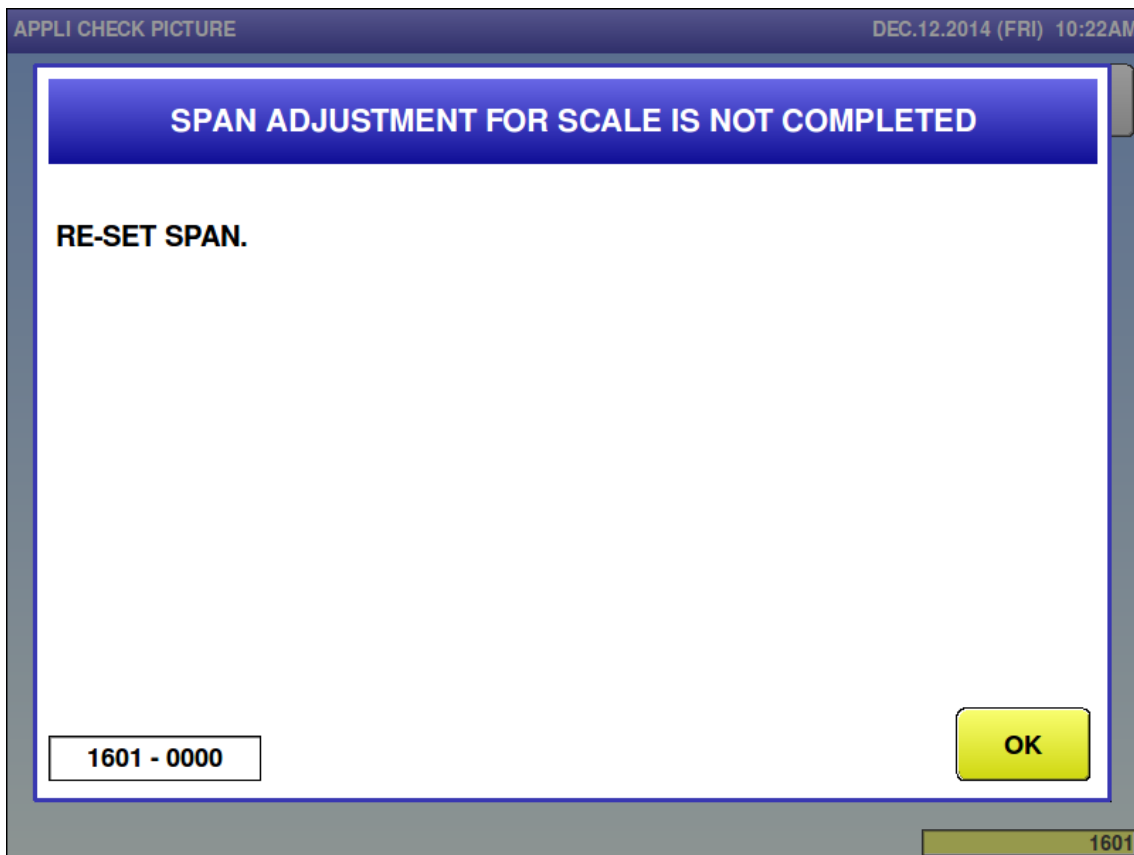 APPLI CHECK PICTURE DEC.12.2014 (FRI) 10:22AM
SPAN ADJUSTMENT FOR SCALE IS NOT COMPLETED
RE-SET SPAN.
1601 - 0000
OK
1601